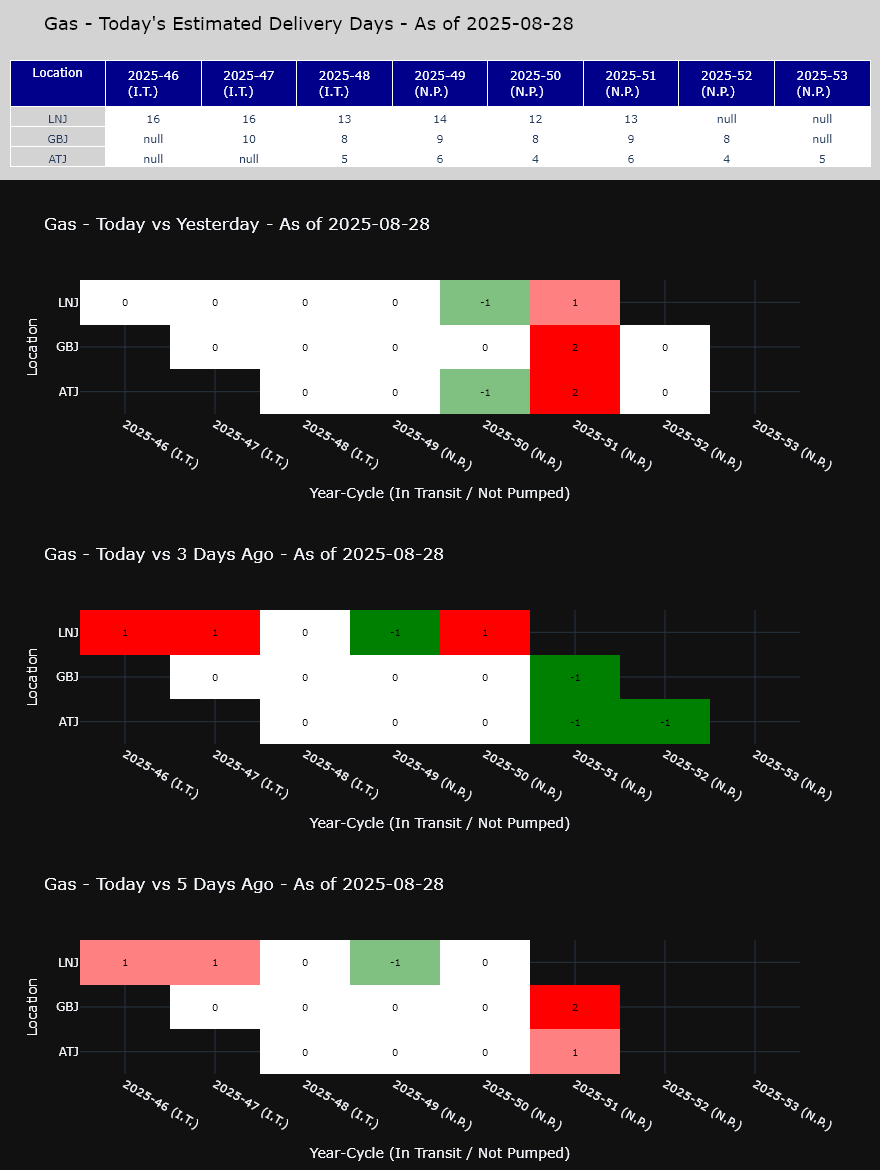 Gas - Today's Estimated Delivery Days - As of 2025-08-28
Location 2025-46 (I.T.) 2025-47 (I.T.) 2025-48 (I.T.) 2025-49 (N.P.) 2025-50 (N.P.) 2025-51 (N.P.) 2025-52 (N.P.) 2025-53 (N.P.)
LNJ 16 16 13 14 12 13 null null
GBJ null 10 8 9 8 9 8 null
ATJ null null 5 6 4 6 4 5
Gas - Today vs Yesterday - As of 2025-08-28
Location
LNJ 0 0 0 0 -1 1
GBJ 0 0 0 0 2 0
ATJ 0 0 -1 2 0
2025-46 (I.T.) 2025-47 (I.T.) 2025-48 (I.T.) 2025-49 (N.P.) 2025-50 (N.P.) 2025-51 (N.P.) 2025-52 (N.P.) 2025-53 (N.P.)
Year-Cycle (In Transit / Not Pumped)
Gas - Today vs 3 Days Ago - As of 2025-08-28
Location
LNJ 1 1 0 -1 1
GBJ 0 0 0 0 -1
ATJ 0 0 0 -1 -1
2025-46 (I.T.) 2025-47 (I.T.) 2025-48 (I.T.) 2025-49 (N.P.) 2025-50 (N.P.) 2025-51 (N.P.) 2025-52 (N.P.) 2025-53 (N.P.)
Year-Cycle (In Transit / Not Pumped)
Gas - Today vs 5 Days Ago - As of 2025-08-28
Location
LNJ 1 1 0 -1 0
GBJ 0 0 0 0 2
ATJ 0 0 0 1
2025-46 (I.T.) 2025-47 (I.T.) 2025-48 (I.T.) 2025-49 (N.P.) 2025-50 (N.P.) 2025-51 (N.P.) 2025-52 (N.P.) 2025-53 (N.P.)
Year-Cycle (In Transit / Not Pumped)